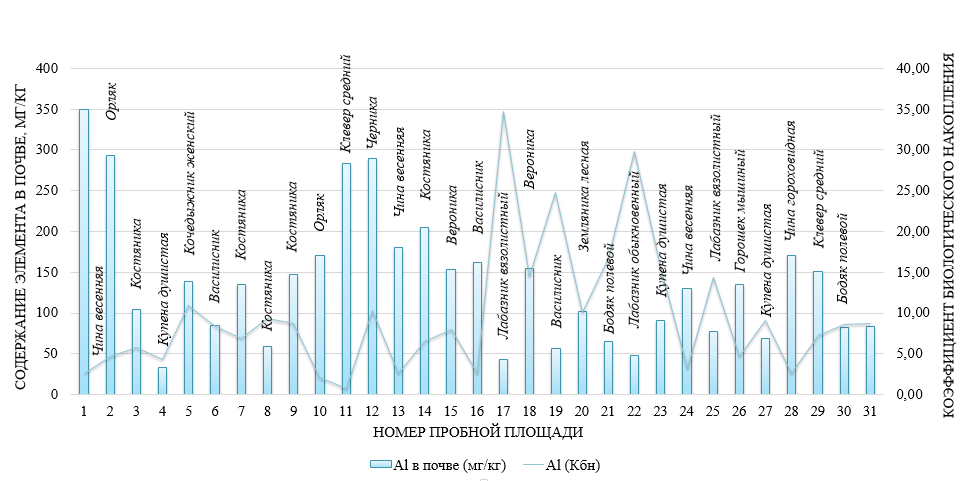 СОДЕРЖАНИЕ ЭЛЕМЕНТА В ПОЧВЕ, МГ/КГ
400
350
300
250
200
150
100
50
0
Чина весенняя
Орляк
Костяника
Купена душистая
Кочедыжник женский
Василисник
Костяника
Костяника
Костяника
Орляк
Клевер средний
Черника
Чина весенняя
Костяника
Вероника
Василисник
Лабазник вязолистный
Вероника
Василисник
Земляника лесная
Бодяк полевой
Лабазник обыкновенный
Купена душистая
Чина весенняя
Лабазник вязолистный
Горошек мышиный
Купена душистая
Чина гороховидная
Клевер средний
Бодяк полевой
40,00
35,00
30,00
25,00
20,00
15,00
10,00
5,00
0,00
КОЭФФИЦИЕНТ БИОЛОГИЧЕСКОГО НАКОПЛЕНИЯ
1 2 3 4 5 6 7 8 9 10 11 12 13 14 15 16 17 18 19 20 21 22 23 24 25 26 27 28 29 30 31
НОМЕР ПРОБНОЙ ПЛОЩАДИ
Al в почве (мг/кг) Al (Кбн)